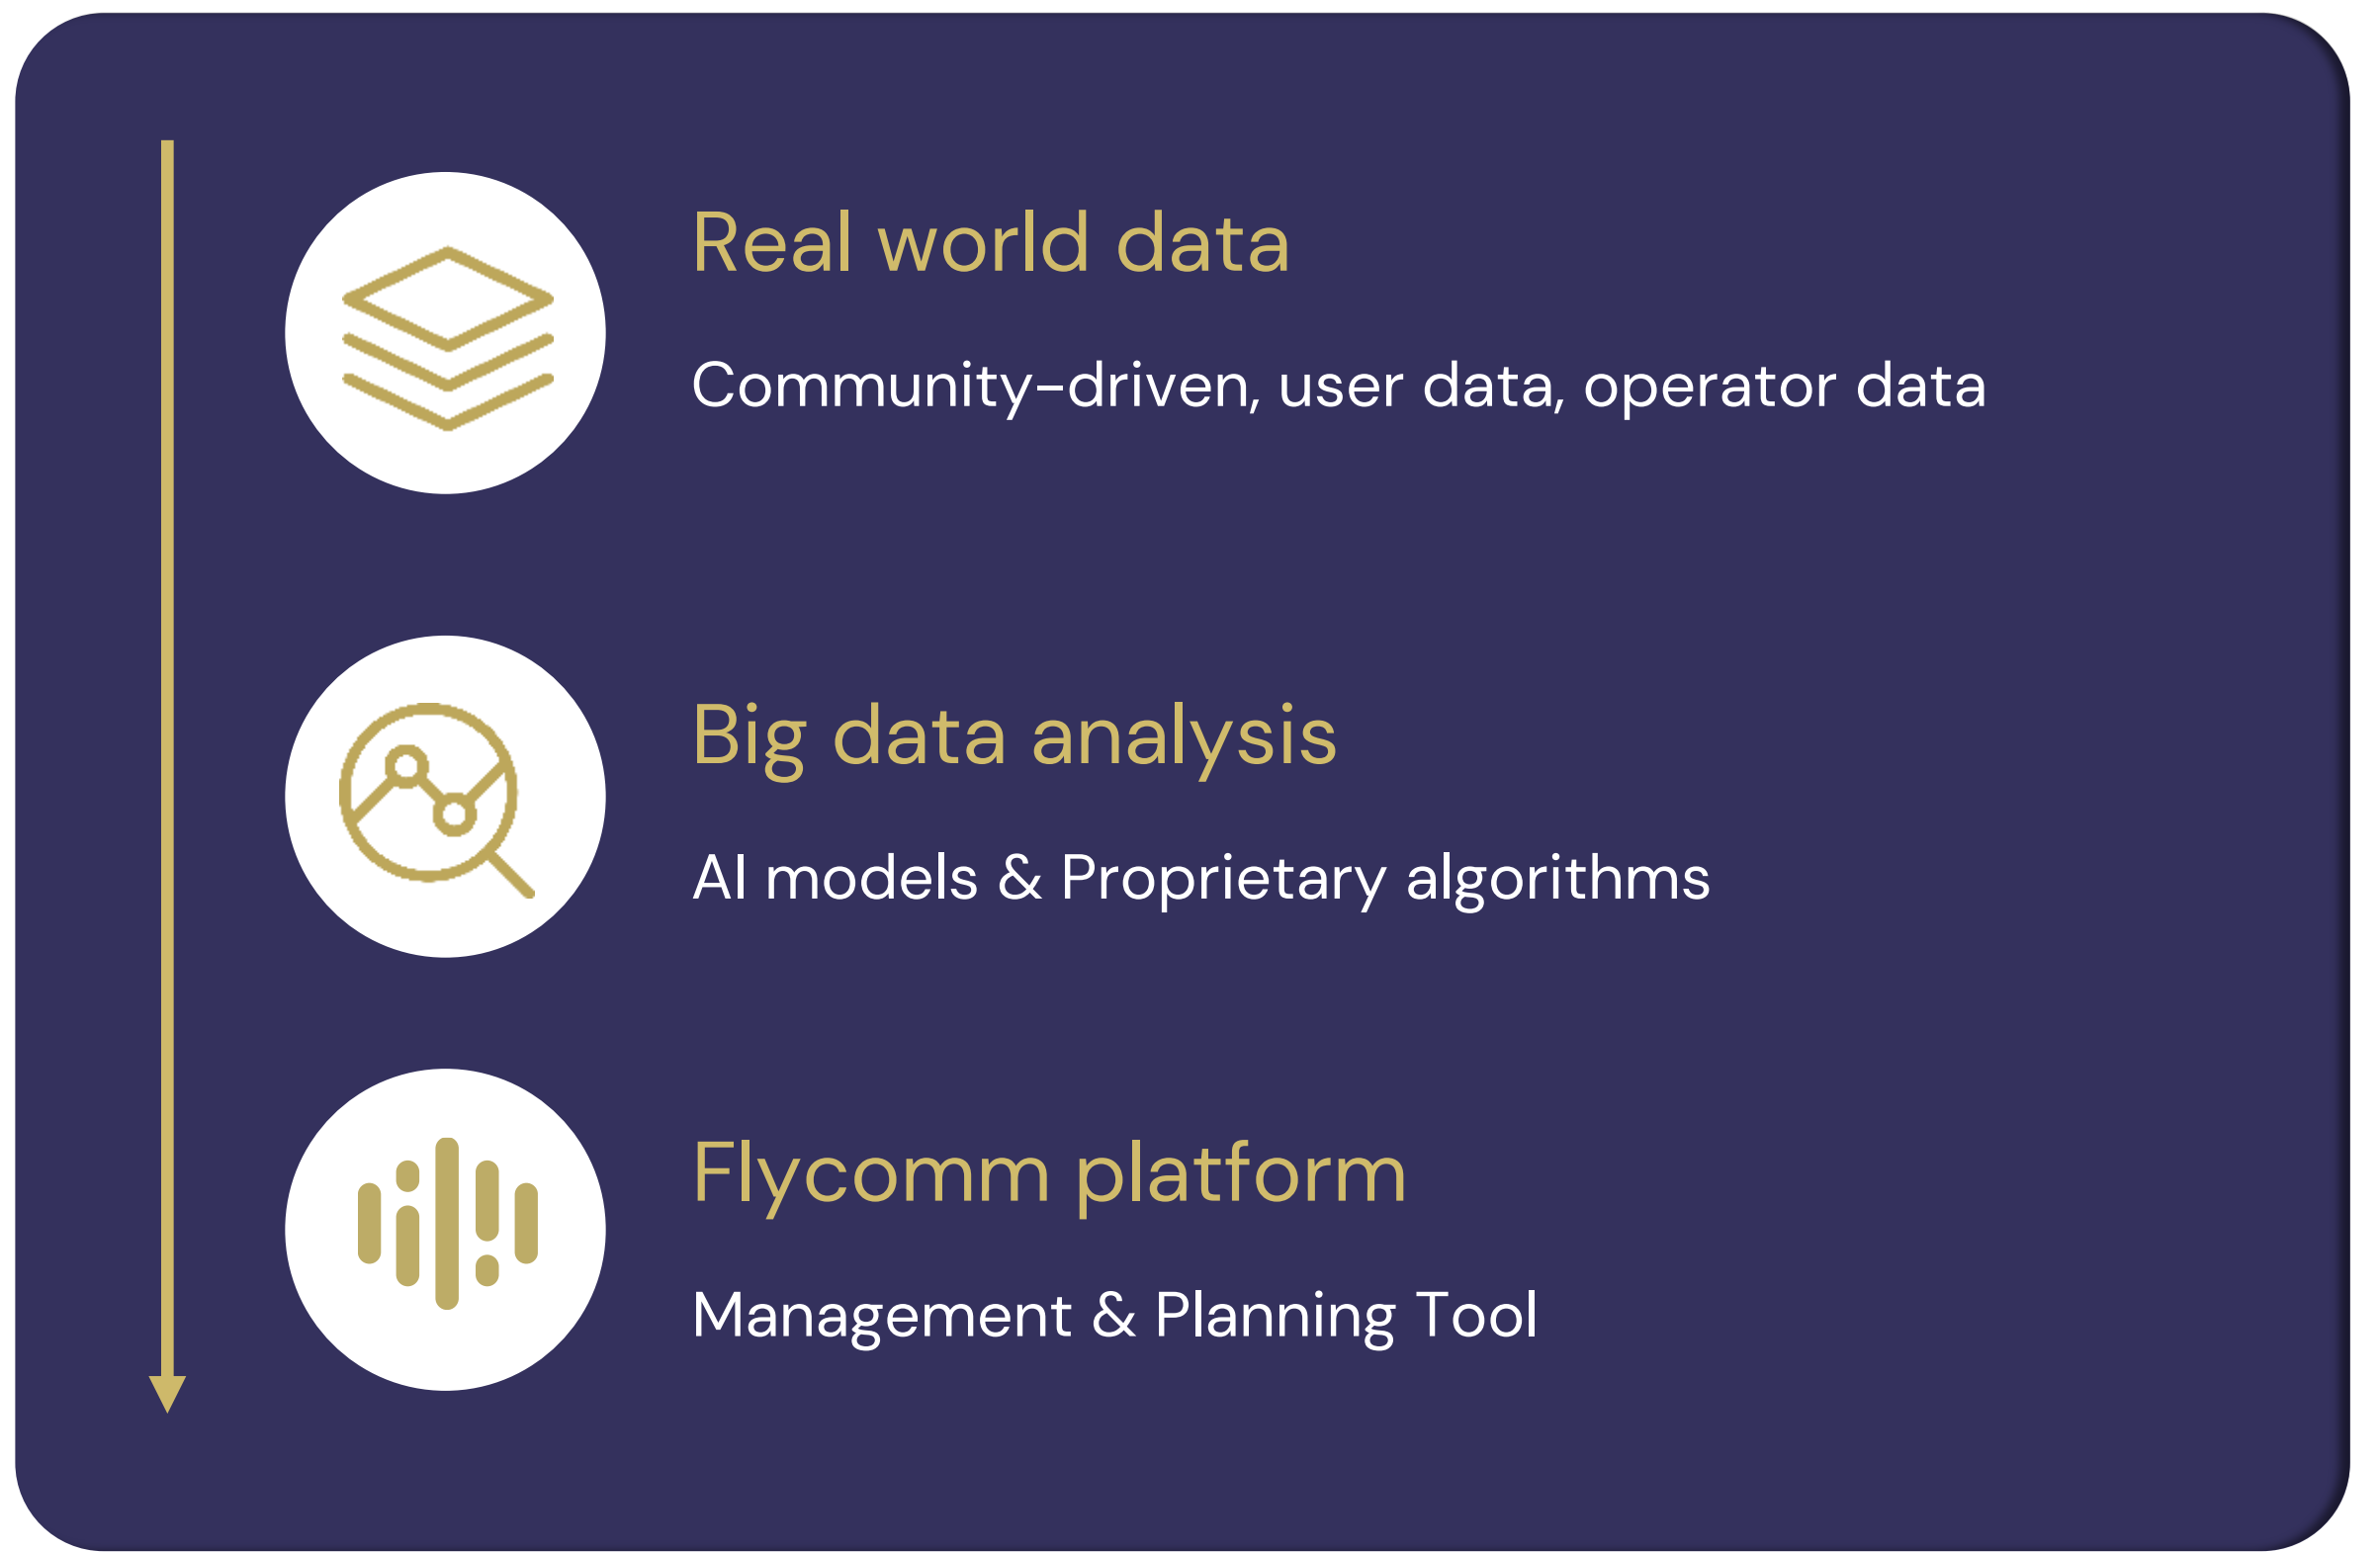 Real world data
Community-driven, user data, operator data
Big data analysis
AI models & Proprietary algorithms
Flycomm platform
Management & Planning Tool